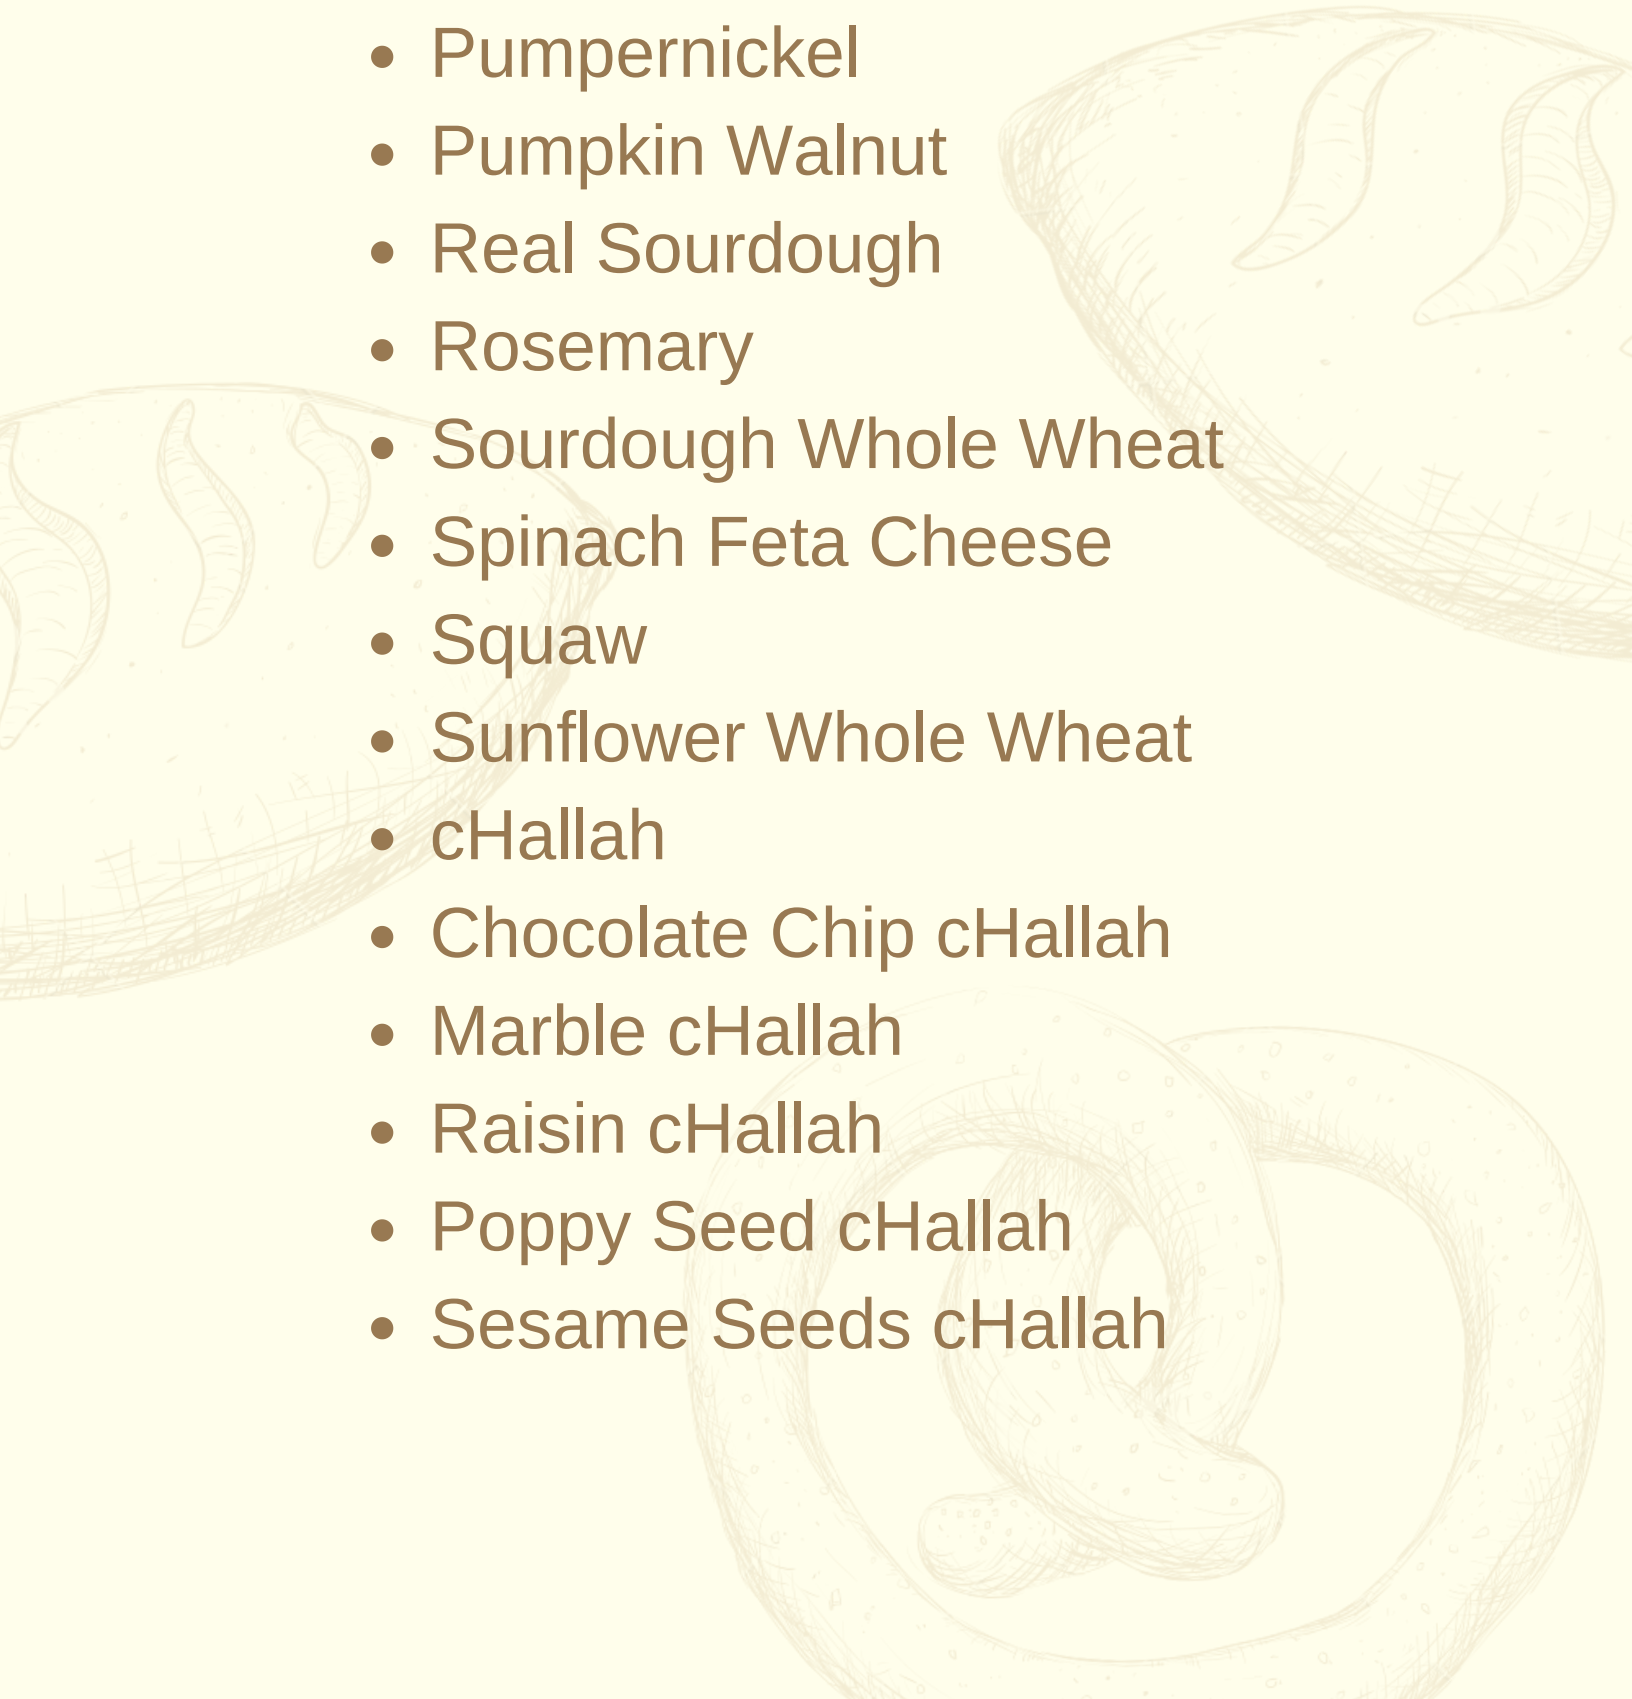 • Pumpernickel
• Pumpkin Walnut
• Real Sourdough
• Rosemary
• Sourdough Whole Wheat
• Spinach Feta Cheese
• Squaw
• Sunflower Whole Wheat
• cHallah
• Chocolate Chip cHallah
• Marble cHallah
• Raisin cHallah
• Poppy Seed cHallah
• Sesame Seeds cHallah